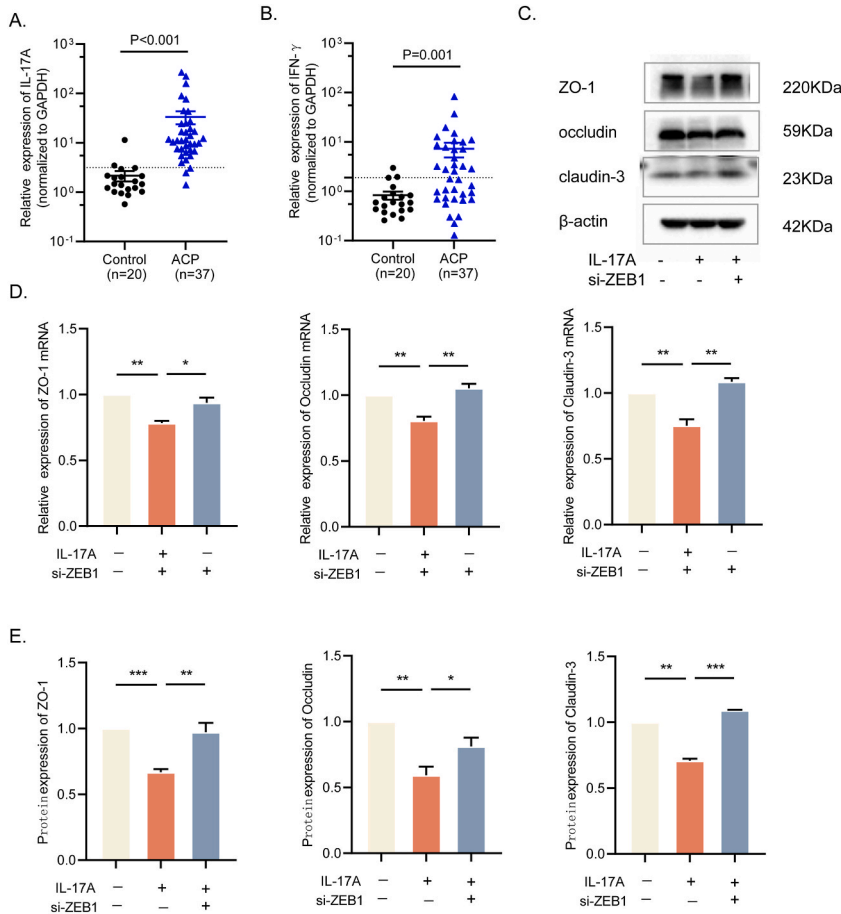 A.
Relative expression of IL-17A
(normalized to GAPDH)
10³
10²
10¹
10⁰
10⁻¹
P<0.001
Control
(n=20)
ACP
(n=37)
B.
Relative expression of IFN-γ
(normalized to GAPDH)
10³
10²
10¹
10⁰
10⁻¹
P=0.001
Control
(n=20)
ACP
(n=37)
C.
ZO-1 220KDa
occludin 59KDa
claudin-3 23KDa
β-actin 42KDa
IL-17A - + +
si-ZEB1 - - +
D.
Relative expression of ZO-1 mRNA
1.5
1.0
0.5
0.0
** *
IL-17A − + −
si-ZEB1 − + +
Relative expression of Occludin mRNA
1.5
1.0
0.5
0.0
** **
IL-17A − + −
si-ZEB1 − + +
Relative expression of Claudin-3 mRNA
1.5
1.0
0.5
0.0
** **
IL-17A − + −
si-ZEB1 − + +
E.
Protein expression of ZO-1
1.5
1.0
0.5
0.0
*** **
IL-17A − + +
si-ZEB1 − − +
Protein expression of Occludin
1.5
1.0
0.5
0.0
** *
IL-17A − + +
si-ZEB1 − − +
Protein expression of Claudin-3
1.5
1.0
0.5
0.0
** ***
IL-17A − + +
si-ZEB1 − − +